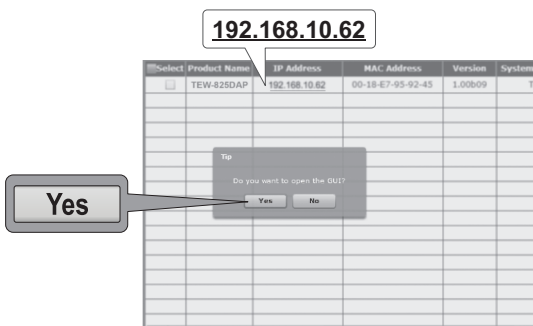 192.168.10.62
Select Product Name IP Address MAC Address Version System
TEW-825DAP 192.168.10.62 00-18-E7-95-92-45 1.00b09 T
Tip
Do you want to open the GUI?
Yes No
Yes